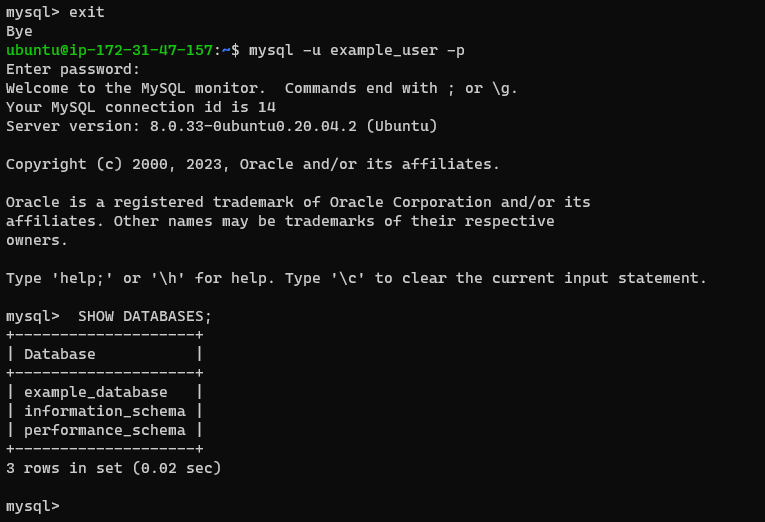 mysql> exit
Bye
ubuntu@ip-172-31-47-157:~$ mysql -u example_user -p
Enter password:
Welcome to the MySQL monitor.  Commands end with ; or \g.
Your MySQL connection id is 14
Server version: 8.0.33-0ubuntu0.20.04.2 (Ubuntu)

Copyright (c) 2000, 2023, Oracle and/or its affiliates.

Oracle is a registered trademark of Oracle Corporation and/or its
affiliates. Other names may be trademarks of their respective
owners.

Type 'help;' or '\h' for help. Type '\c' to clear the current input statement.

mysql>  SHOW DATABASES;
+--------------------+
| Database           |
+--------------------+
| example_database   |
| information_schema |
| performance_schema |
+--------------------+
3 rows in set (0.02 sec)

mysql>